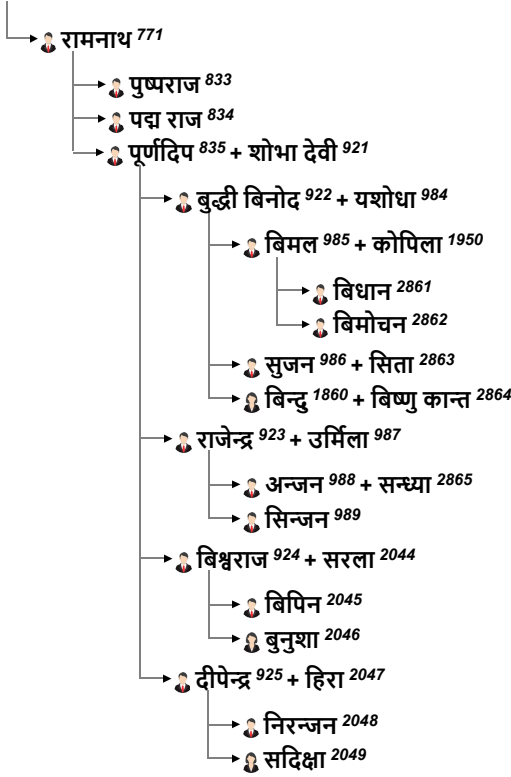 रामनाथ 771
पुष्पराज 833
पद्म राज 834
पूर्णदिप 835 + शोभा देवी 921
बुद्धी बिनोद 922 + यशोधा 984
बिमल 985 + कोपिला 1950
बिधान 2861
बिमोचन 2862
सुजन 986 + सिता 2863
बिन्दु 1860 + बिष्णु कान्त 2864
राजेन्द्र 923 + उर्मिला 987
अन्जन 988 + सन्ध्या 2865
सिन्जन 989
बिश्वराज 924 + सरला 2044
बिपिन 2045
बुनुशा 2046
दीपेन्द्र 925 + हिरा 2047
निरन्जन 2048
सदिक्षा 2049